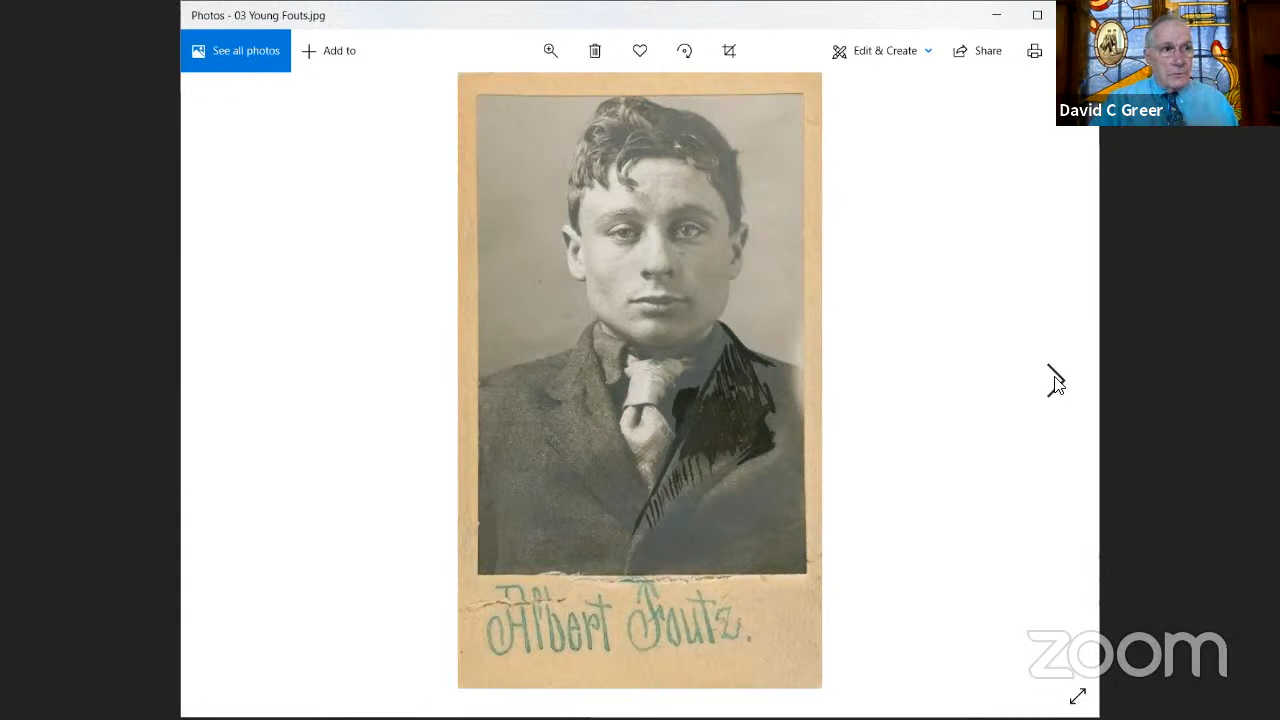 Photos - 03 Young Fouts.jpg
See all photos
Add to
Edit & Create
Share
David C Greer
Albert Foutz.
zoom